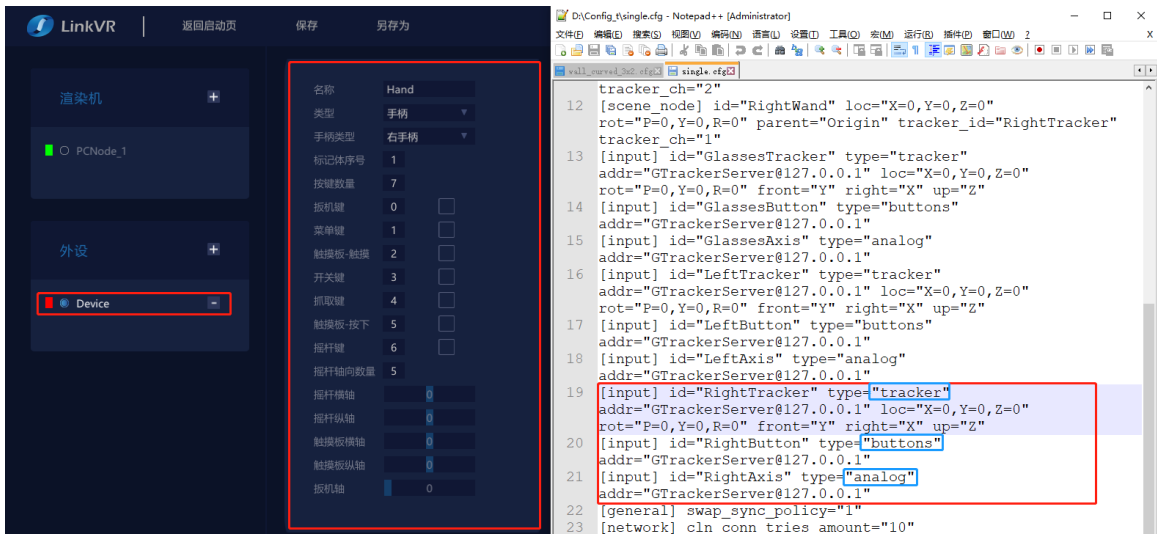 LinkVR
返回启动页
保存
另存为
渲染机 +
PCNode_1
外设 +
Device -
名称 Hand
类型 手柄
手柄类型 右手柄
标记体序号 1
按键数量 7
扳机键 0
菜单键 1
触摸板-触摸 2
开关键 3
抓取键 4
触摸板-按下 5
摇杆键 6
摇杆轴向数量 5
摇杆横轴 0
摇杆纵轴 0
触摸板横轴 0
触摸板纵轴 0
扳机轴 0
D:\Config_t\single.cfg - Notepad++ [Administrator]
文件(F) 编辑(E) 搜索(S) 视图(V) 编码(N) 语言(L) 设置(T) 工具(O) 宏(M) 运行(R) 插件(P) 窗口(W) ? X
wall_curved_3x2.cfg single.cfg
tracker_ch="2"
12 [scene_node] id="RightWand" loc="X=0,Y=0,Z=0"
rot="P=0,Y=0,R=0" parent="Origin" tracker_id="RightTracker"
tracker_ch="1"
13 [input] id="GlassesTracker" type="tracker"
addr="GTrackerServer@127.0.0.1" loc="X=0,Y=0,Z=0"
rot="P=0,Y=0,R=0" front="Y" right="X" up="Z"
14 [input] id="GlassesButton" type="buttons"
addr="GTrackerServer@127.0.0.1"
15 [input] id="GlassesAxis" type="analog"
addr="GTrackerServer@127.0.0.1"
16 [input] id="LeftTracker" type="tracker"
addr="GTrackerServer@127.0.0.1" loc="X=0,Y=0,Z=0"
rot="P=0,Y=0,R=0" front="Y" right="X" up="Z"
17 [input] id="LeftButton" type="buttons"
addr="GTrackerServer@127.0.0.1"
18 [input] id="LeftAxis" type="analog"
addr="GTrackerServer@127.0.0.1"
19 [input] id="RightTracker" type="tracker"
addr="GTrackerServer@127.0.0.1" loc="X=0,Y=0,Z=0"
rot="P=0,Y=0,R=0" front="Y" right="X" up="Z"
20 [input] id="RightButton" type="buttons"
addr="GTrackerServer@127.0.0.1"
21 [input] id="RightAxis" type="analog"
addr="GTrackerServer@127.0.0.1"
22 [general] swap_sync_policy="1"
23 [network] cln_conn_tries_amount="10"